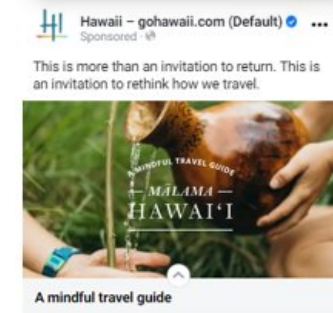 Hawaii – gohawaii.com (Default)
Sponsored ·
This is more than an invitation to return. This is
an invitation to rethink how we travel.
A MINDFUL TRAVEL GUIDE
MĀLAMA
HAWAIʻI
A mindful travel guide